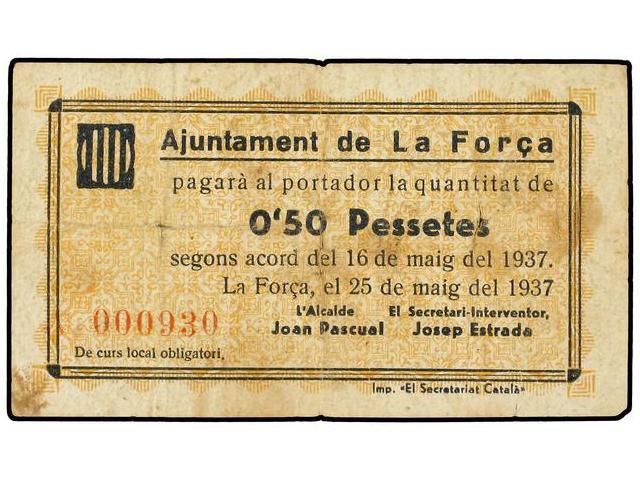 Ajuntament de La Força
pagarà al portador la quantitat de
0'50 Pessetes
segons acord del 16 de maig del 1937.
La Força, el 25 de maig del 1937
L'Alcalde El Secretari-Interventor,
000930 Joan Pascual Josep Estrada
De curs local obligatori.
Imp. «El Secretariat Català»